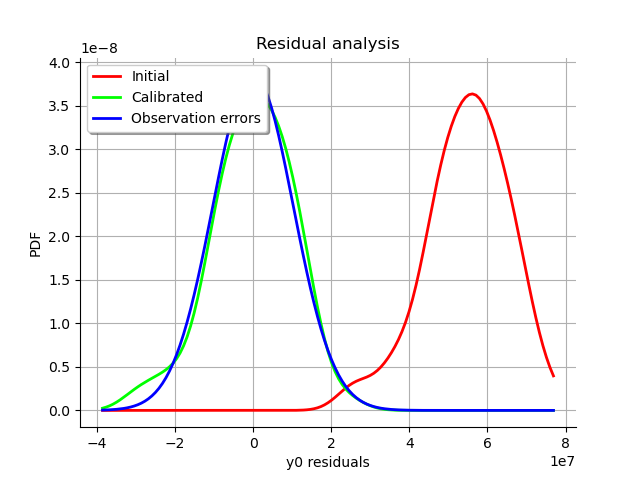 Residual analysis
1e−8
Initial
Calibrated
Observation errors
4.0
3.5
3.0
2.5
2.0
1.5
1.0
0.5
0.0
PDF
−4 −2 0 2 4 6 8
y0 residuals
1e7